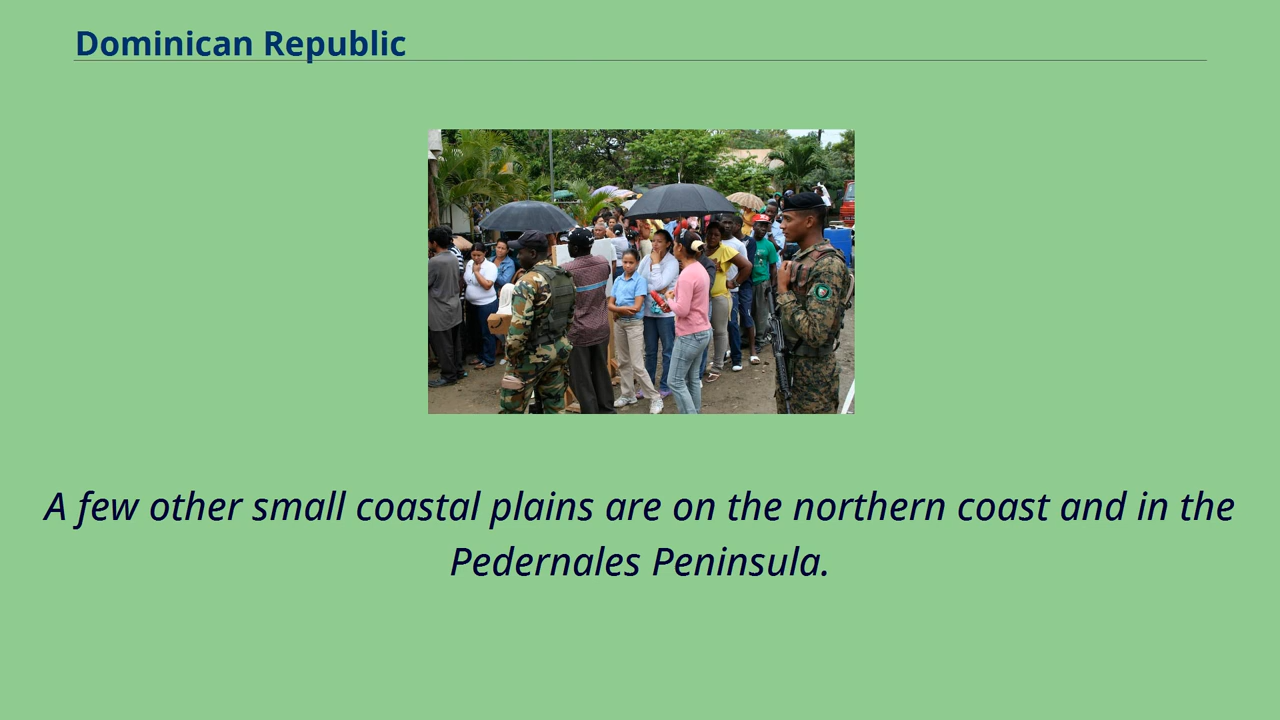 Dominican Republic
A few other small coastal plains are on the northern coast and in the
Pedernales Peninsula.